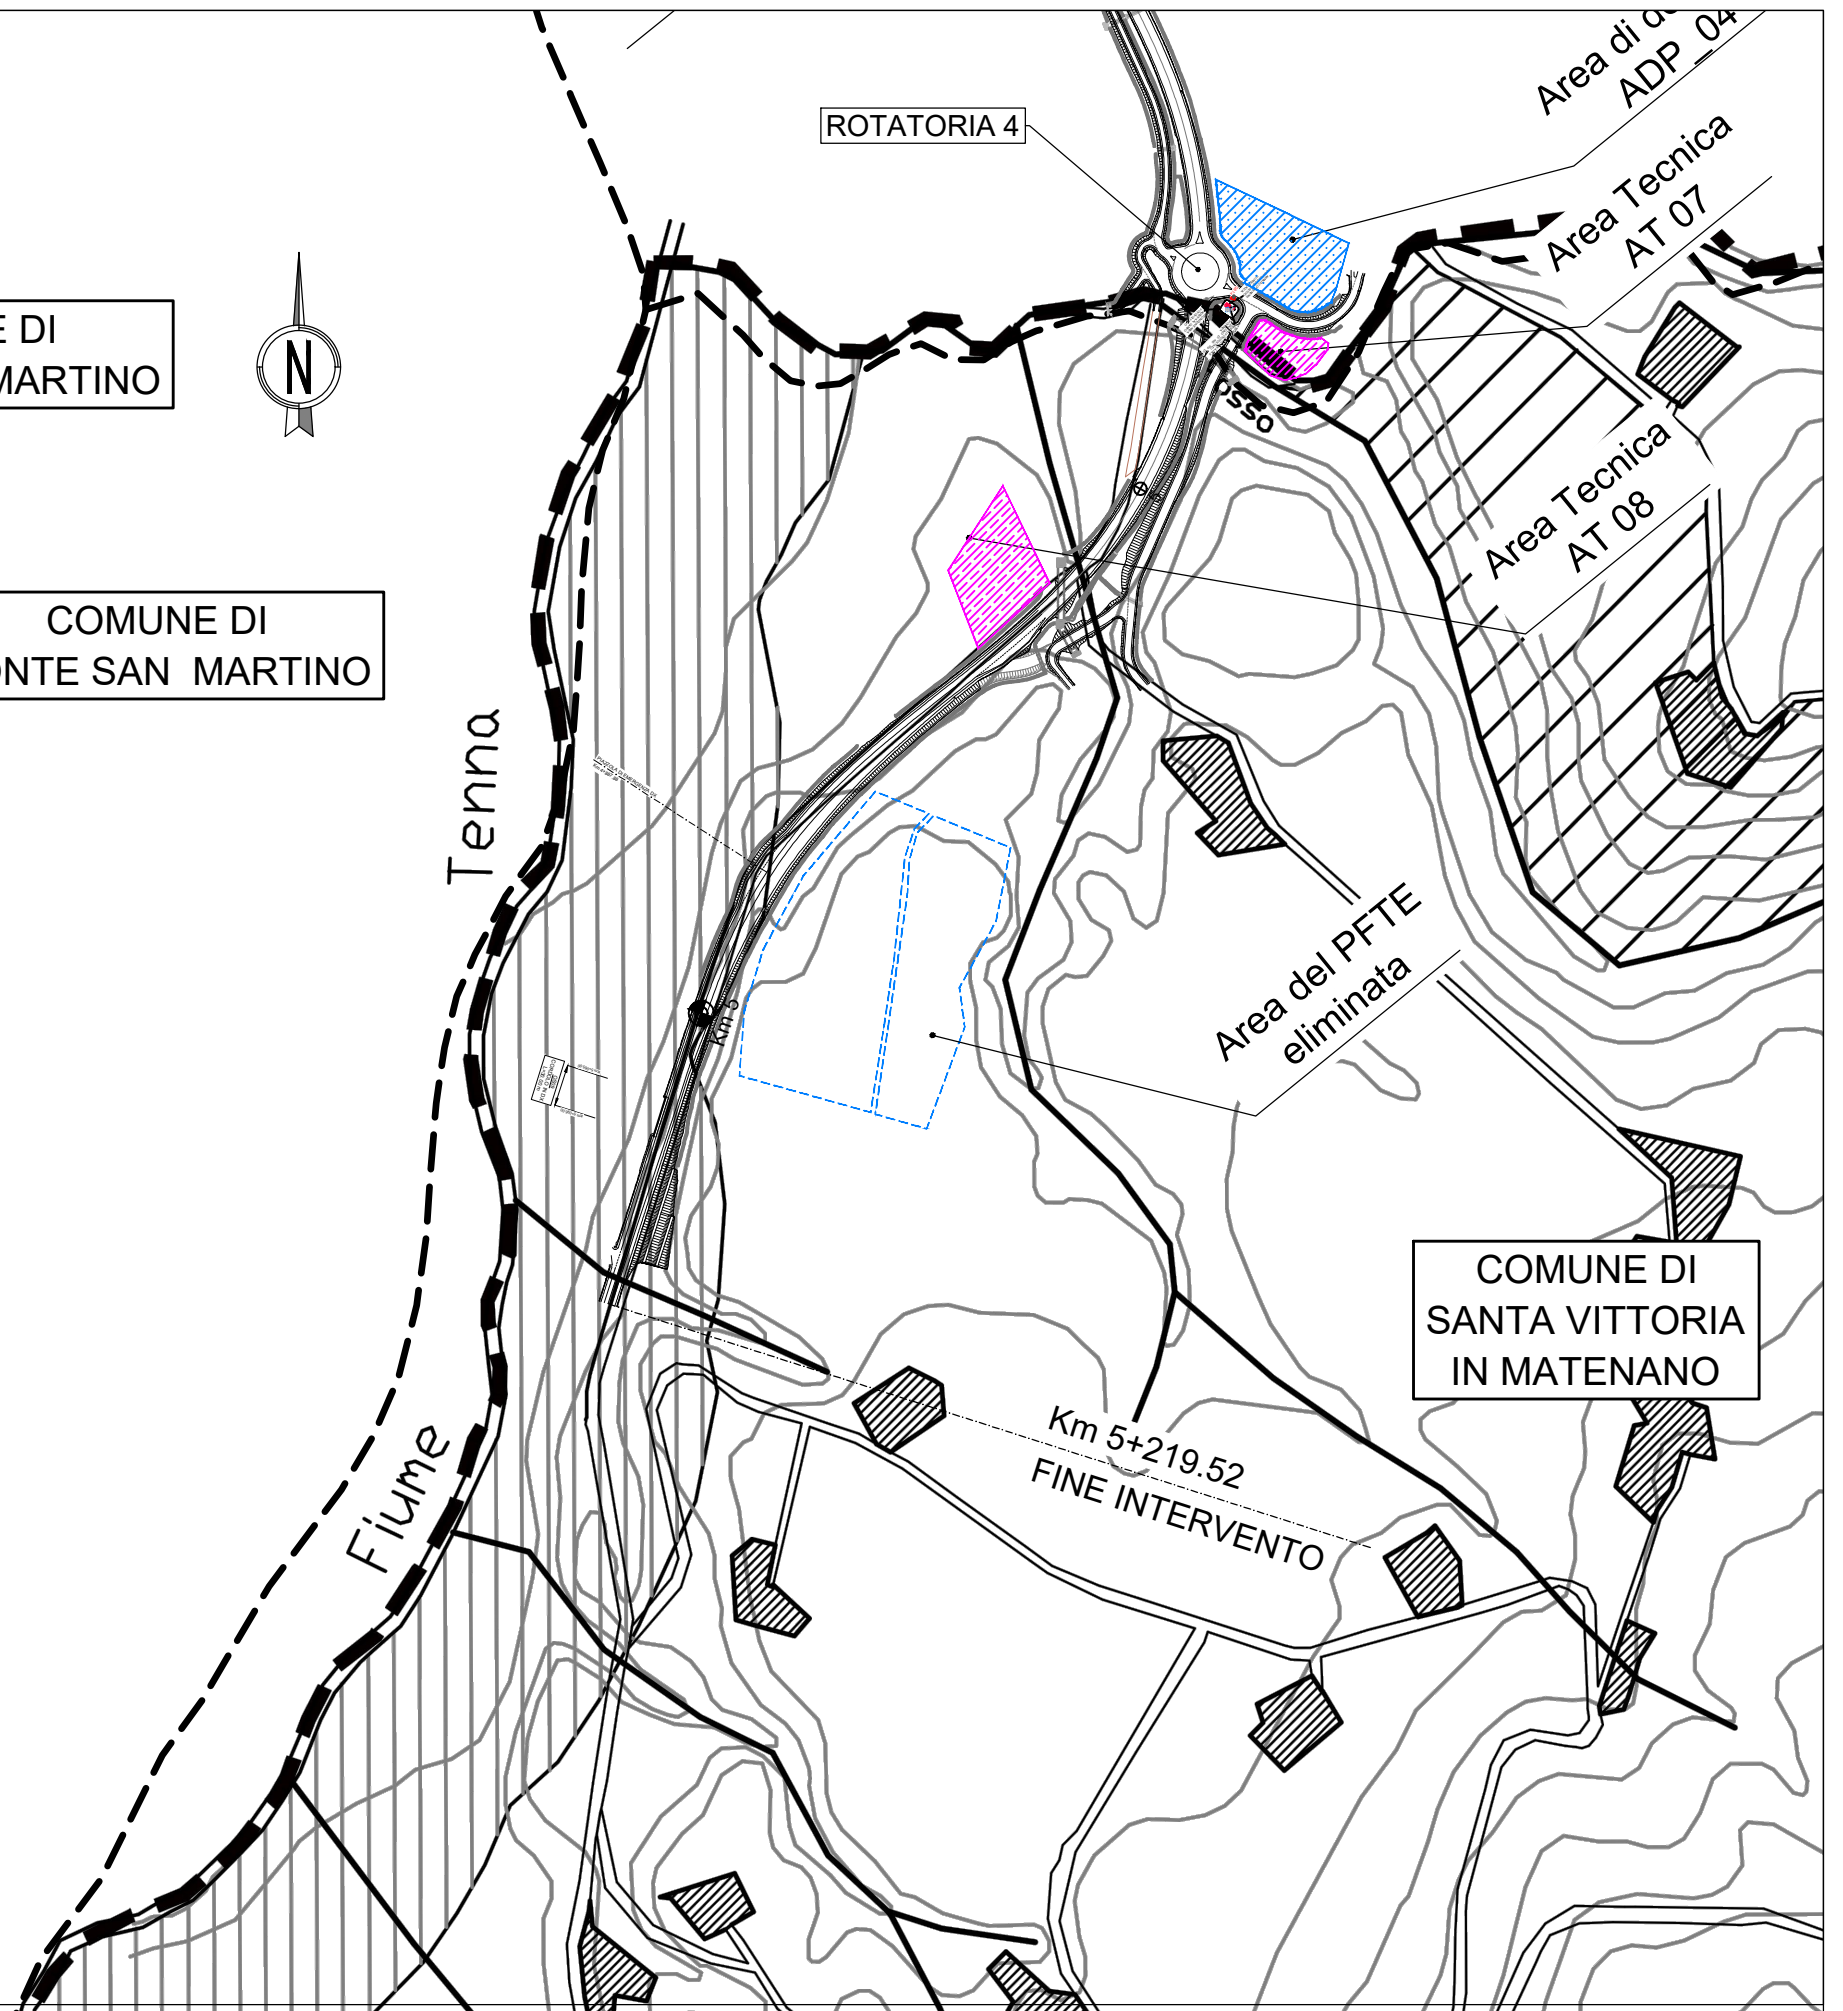 Area di
ADP_04
ROTATORIA 4
Area Tecnica
AT 07
E DI
MARTINO
N
osso
Area Tecnica
AT 08
COMUNE DI
ONTE SAN MARTINO
Tenna
Area del PFTE
eliminata
Km 5
COMUNE DI
SANTA VITTORIA
IN MATENANO
Km 5+219.52
FINE INTERVENTO
Fiume